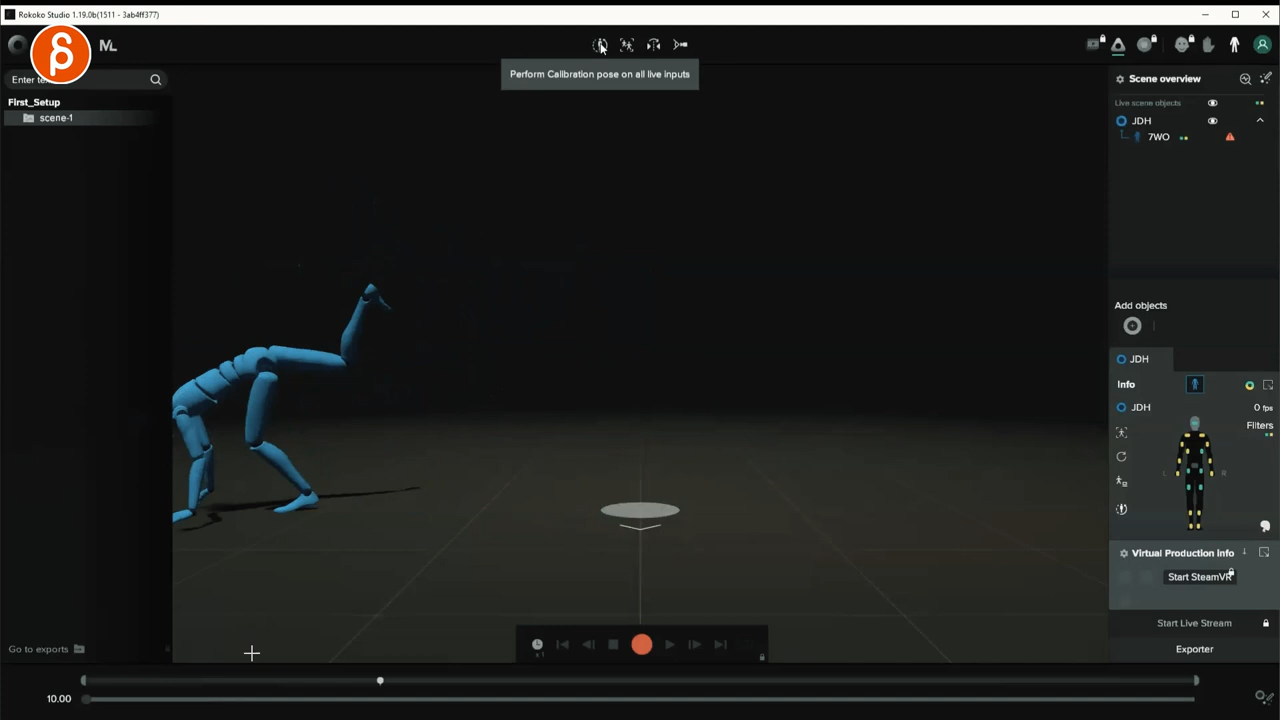 Rokoko Studio 1.19.0b(1511 - 3ab4ff377)
ML
Perform Calibration pose on all live inputs
Enter te
First_Setup
scene-1
Go to exports
10.00
x1
Scene overview
Live scene objects
JDH
7WO
Add objects
JDH
Info
JDH
0 fps
Filters
L
R
Virtual Production Info
Start SteamVR
Start Live Stream
Exporter